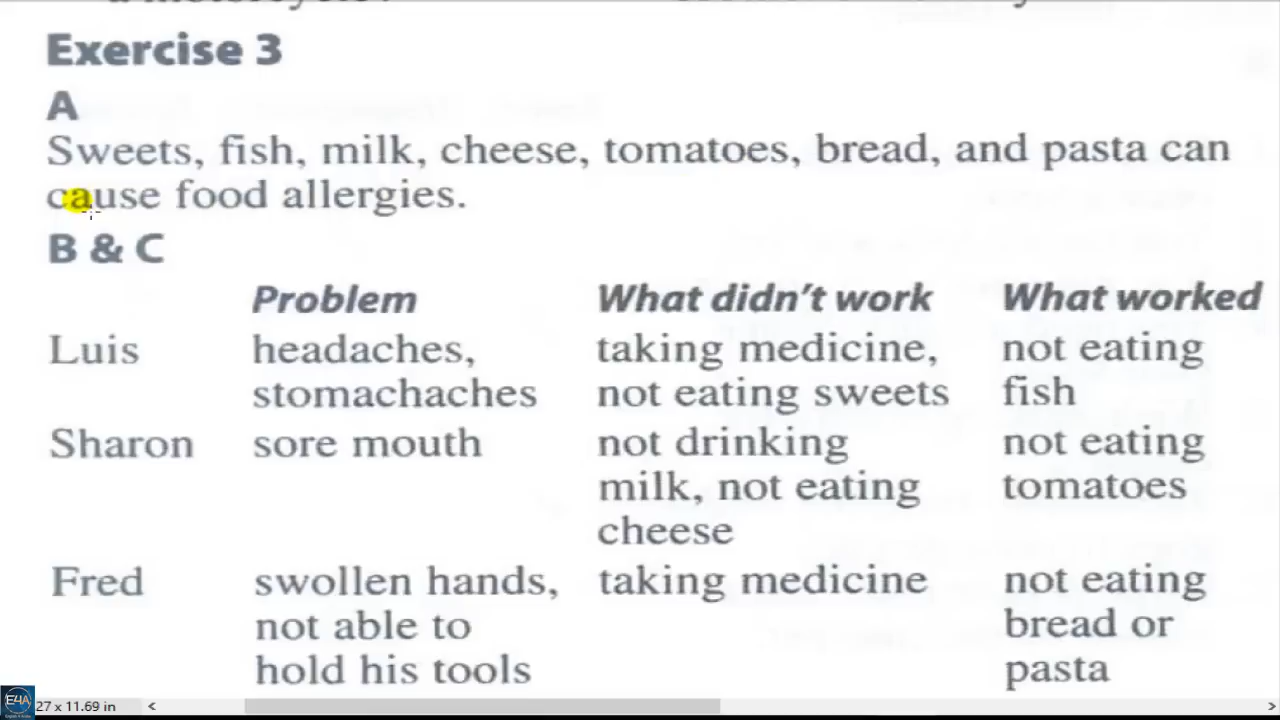 Exercise 3
A
Sweets, fish, milk, cheese, tomatoes, bread, and pasta can
cause food allergies.
B & C
Problem What didn't work What worked
Luis headaches, taking medicine, not eating
stomachaches not eating sweets fish
Sharon sore mouth not drinking not eating
milk, not eating tomatoes
cheese
Fred swollen hands, taking medicine not eating
not able to bread or
hold his tools pasta
E4A
27 x 11.69 in